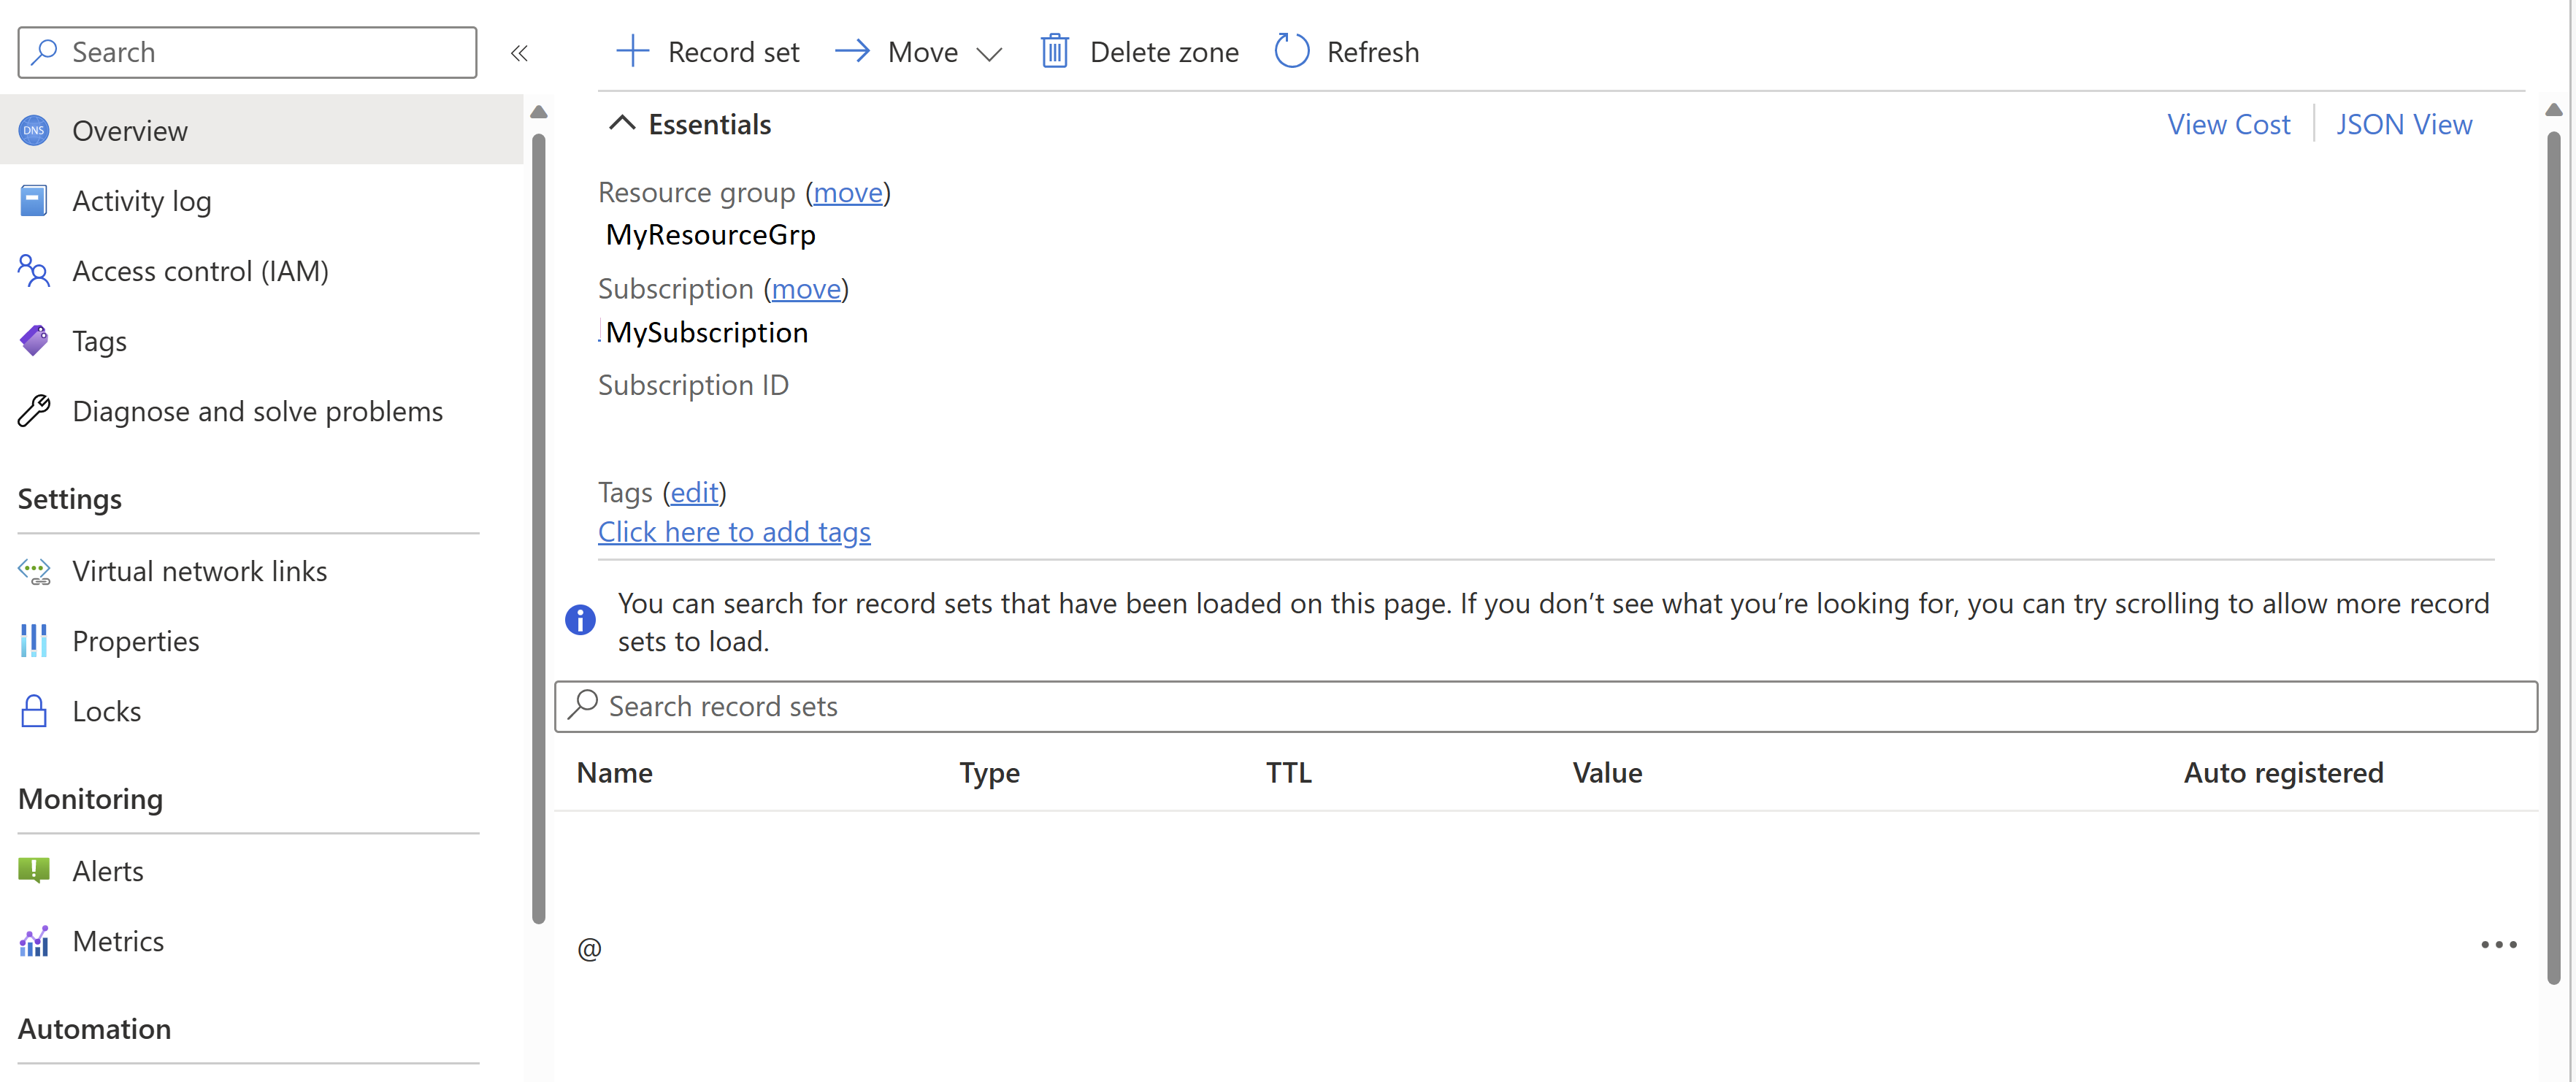 Search
«
Record set
Move
Delete zone
Refresh
DNS
Overview
Activity log
Access control (IAM)
Tags
Diagnose and solve problems
Settings
Virtual network links
Properties
Locks
Monitoring
Alerts
Metrics
Automation
Essentials
View Cost
JSON View
Resource group (move)
MyResourceGrp
Subscription (move)
MySubscription
Subscription ID
Tags (edit)
Click here to add tags
You can search for record sets that have been loaded on this page. If you don’t see what you’re looking for, you can try scrolling to allow more record
sets to load.
Search record sets
Name Type TTL Value Auto registered
@